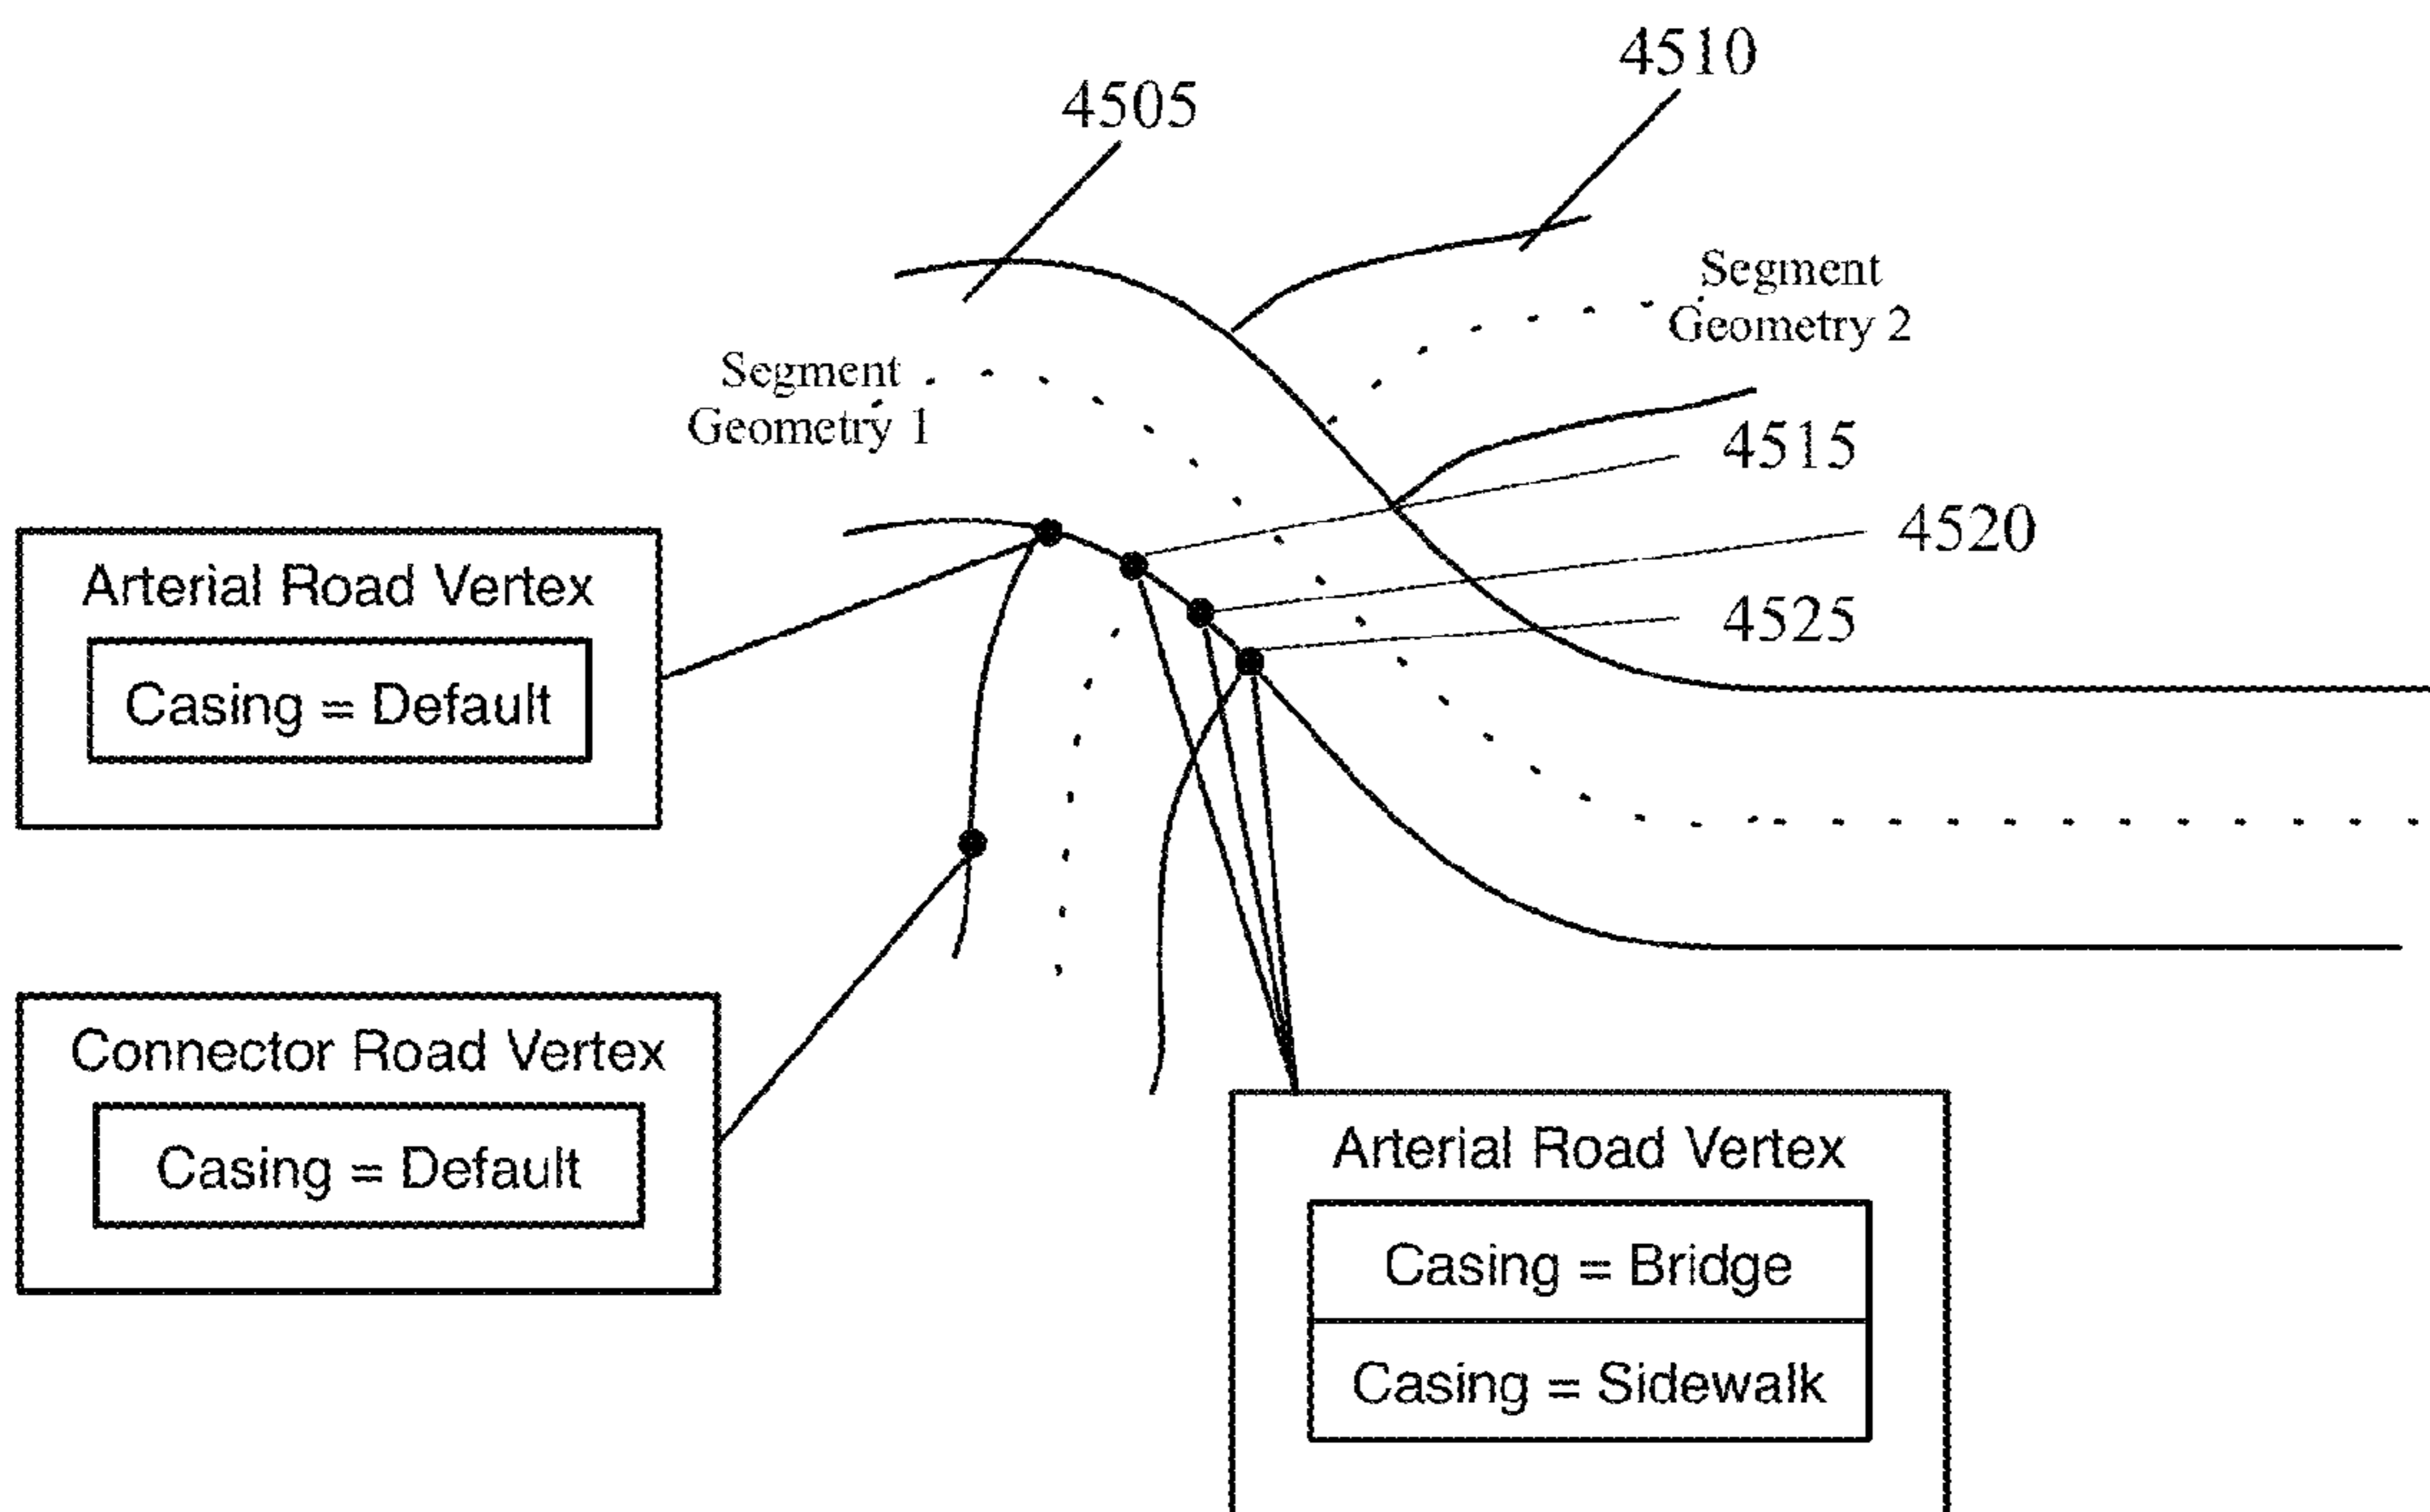 4510
4505
Segment
Geometry 2
Segment
Geometry 1
4515
4520
4525
Arterial Road Vertex
Casing = Default
Connector Road Vertex
Casing = Default
Arterial Road Vertex
Casing = Bridge
Casing = Sidewalk